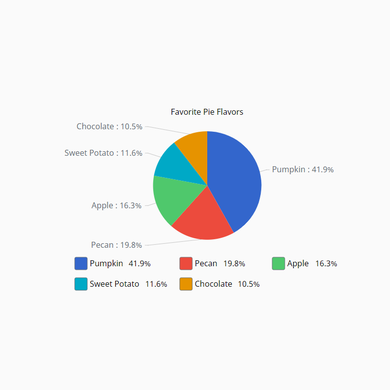 Favorite Pie Flavors
Chocolate : 10.5%
Sweet Potato : 11.6%
Pumpkin : 41.9%
Apple : 16.3%
Pecan : 19.8%
Pumpkin 41.9% Pecan 19.8% Apple 16.3%
Sweet Potato 11.6% Chocolate 10.5%